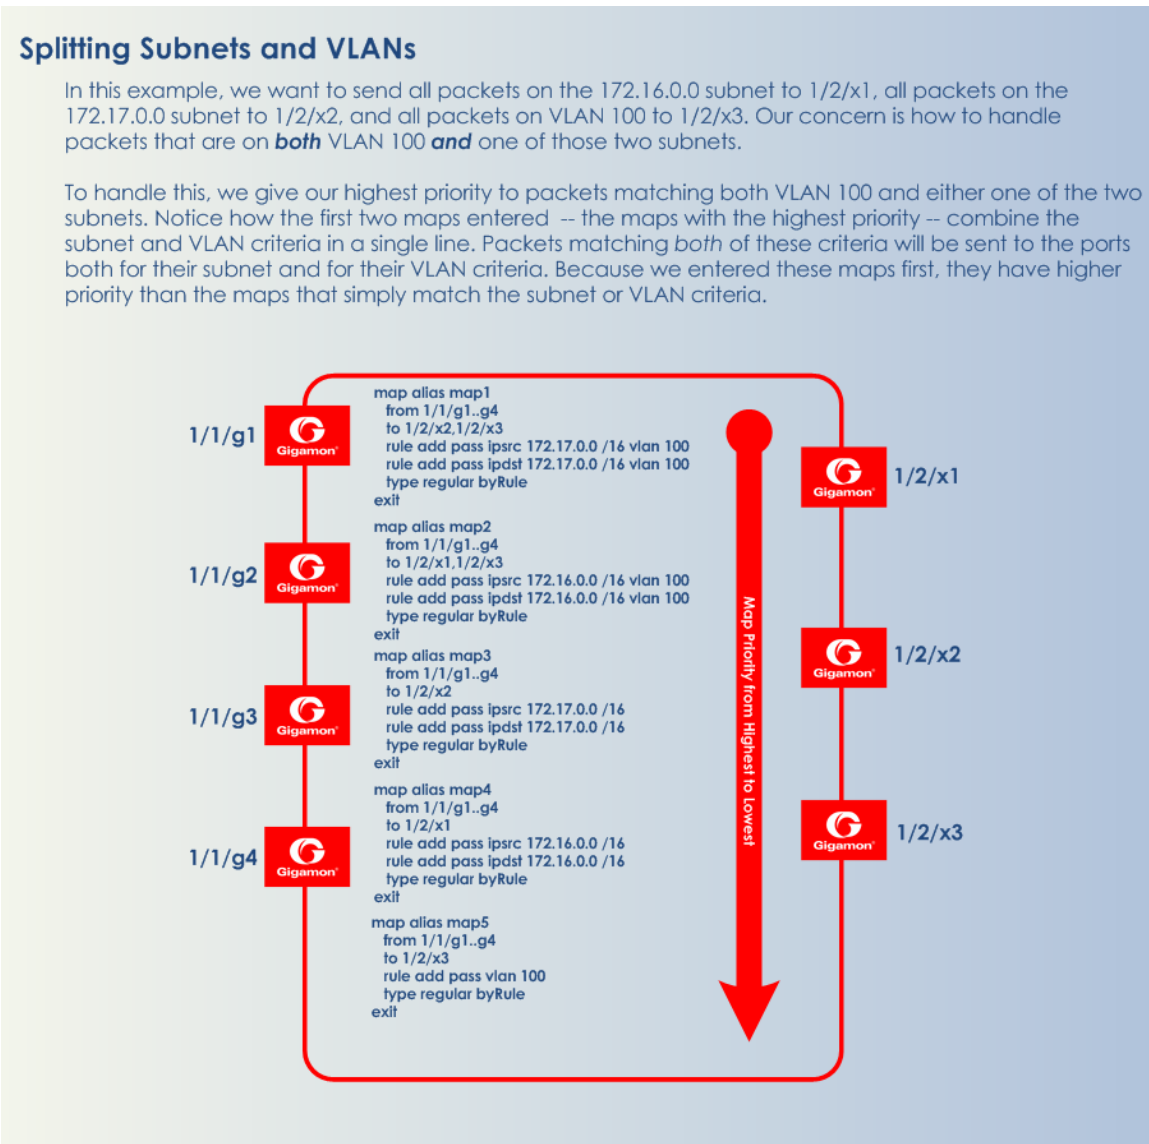 Splitting Subnets and VLANs
In this example, we want to send all packets on the 172.16.0.0 subnet to 1/2/x1, all packets on the
172.17.0.0 subnet to 1/2/x2, and all packets on VLAN 100 to 1/2/x3. Our concern is how to handle
packets that are on both VLAN 100 and one of those two subnets.
To handle this, we give our highest priority to packets matching both VLAN 100 and either one of the two
subnets. Notice how the first two maps entered -- the maps with the highest priority -- combine the
subnet and VLAN criteria in a single line. Packets matching both of these criteria will be sent to the ports
both for their subnet and for their VLAN criteria. Because we entered these maps first, they have higher
priority than the maps that simply match the subnet or VLAN criteria.
1/1/g1
Gigamon®
1/1/g2
Gigamon®
1/1/g3
Gigamon®
1/1/g4
Gigamon®
map alias map1
from 1/1/g1..g4
to 1/2/x2,1/2/x3
rule add pass ipsrc 172.17.0.0 /16 vlan 100
rule add pass ipdst 172.17.0.0 /16 vlan 100
type regular byRule
exit
map alias map2
from 1/1/g1..g4
to 1/2/x1,1/2/x3
rule add pass ipsrc 172.16.0.0 /16 vlan 100
rule add pass ipdst 172.16.0.0 /16 vlan 100
type regular byRule
exit
map alias map3
from 1/1/g1..g4
to 1/2/x2
rule add pass ipsrc 172.17.0.0 /16
rule add pass ipdst 172.17.0.0 /16
type regular byRule
exit
map alias map4
from 1/1/g1..g4
to 1/2/x1
rule add pass ipsrc 172.16.0.0 /16
rule add pass ipdst 172.16.0.0 /16
type regular byRule
exit
map alias map5
from 1/1/g1..g4
to 1/2/x3
rule add pass vlan 100
type regular byRule
exit
Map Priority from Highest to Lowest
Gigamon®
1/2/x1
Gigamon®
1/2/x2
Gigamon®
1/2/x3